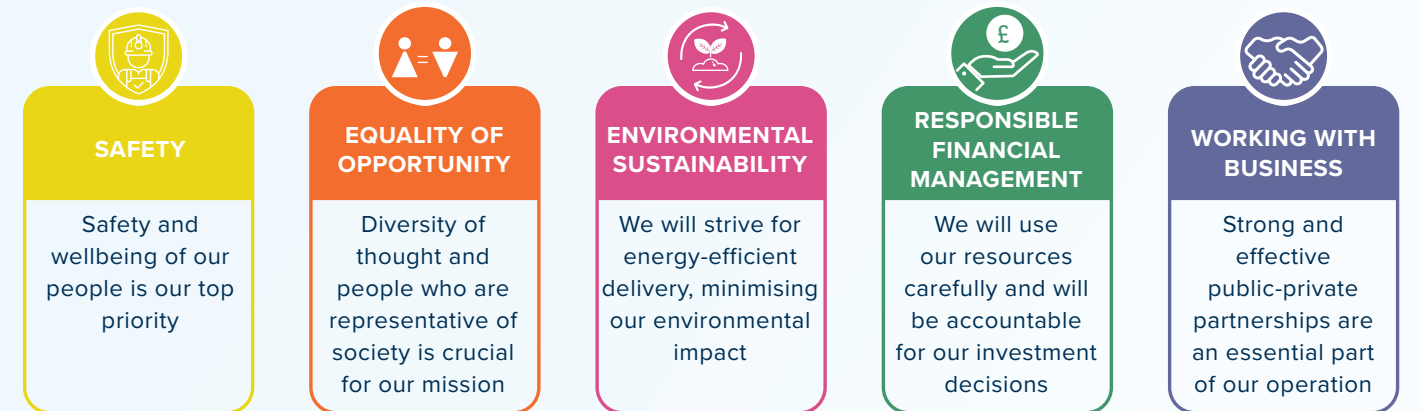 £
=
SAFETY
Safety and
wellbeing of our
people is our top
priority
EQUALITY OF
OPPORTUNITY
Diversity of
thought and
people who are
representative of
society is crucial
for our mission
ENVIRONMENTAL
SUSTAINABILITY
We will strive for
energy-efficient
delivery, minimising
our environmental
impact
RESPONSIBLE
FINANCIAL
MANAGEMENT
We will use
our resources
carefully and will
be accountable
for our investment
decisions
WORKING WITH
BUSINESS
Strong and
effective
public-private
partnerships are
an essential part
of our operation